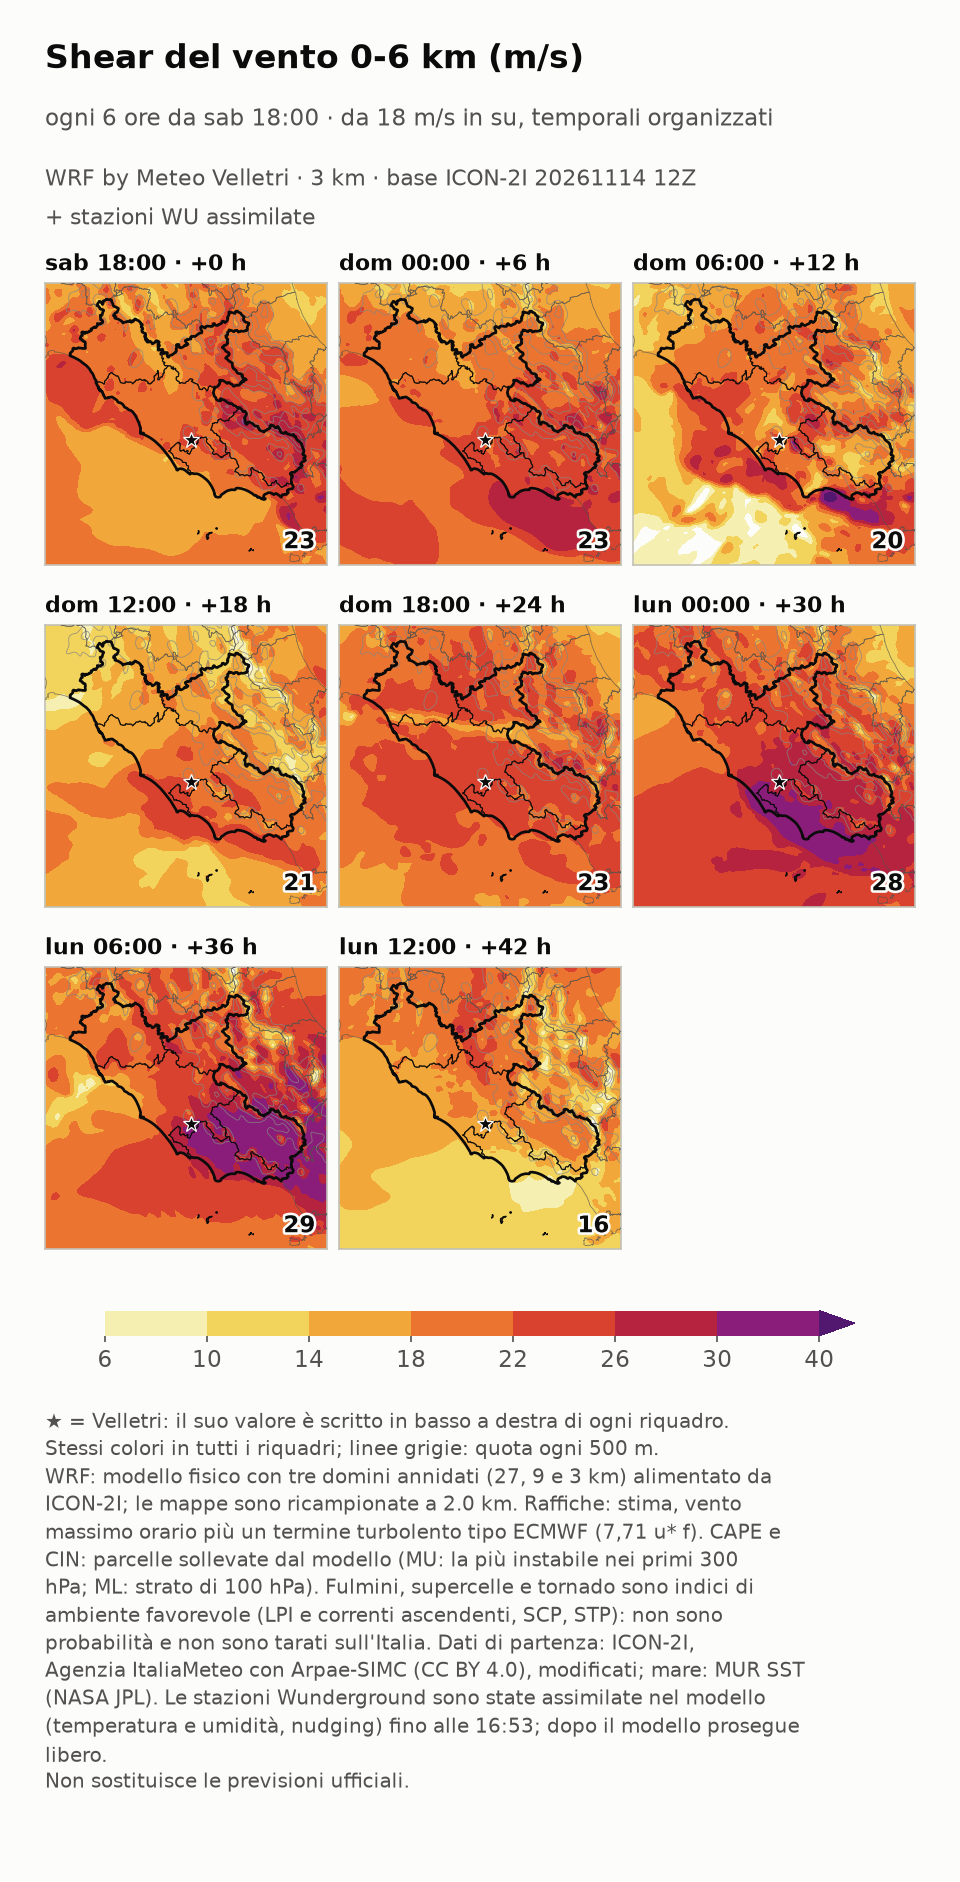 Shear del vento 0-6 km (m/s)
ogni 6 ore da sab 18:00 · da 18 m/s in su, temporali organizzati
WRF by Meteo Velletri · 3 km · base ICON-2I 20261114 12Z
+ stazioni WU assimilate
sab 18:00 · +0 h
dom 00:00 · +6 h
dom 06:00 · +12 h
23
23
20
dom 12:00 · +18 h
dom 18:00 · +24 h
lun 00:00 · +30 h
21
23
28
lun 06:00 · +36 h
lun 12:00 · +42 h
29
16
6 10 14 18 22 26 30 40
★ = Velletri: il suo valore è scritto in basso a destra di ogni riquadro.
Stessi colori in tutti i riquadri; linee grigie: quota ogni 500 m.
WRF: modello fisico con tre domini annidati (27, 9 e 3 km) alimentato da
ICON-2I; le mappe sono ricampionate a 2.0 km. Raffiche: stima, vento
massimo orario più un termine turbolento tipo ECMWF (7,71 u* f). CAPE e
CIN: parcelle sollevate dal modello (MU: la più instabile nei primi 300
hPa; ML: strato di 100 hPa). Fulmini, supercelle e tornado sono indici di
ambiente favorevole (LPI e correnti ascendenti, SCP, STP): non sono
probabilità e non sono tarati sull'Italia. Dati di partenza: ICON-2I,
Agenzia ItaliaMeteo con Arpae-SIMC (CC BY 4.0), modificati; mare: MUR SST
(NASA JPL). Le stazioni Wunderground sono state assimilate nel modello
(temperatura e umidità, nudging) fino alle 16:53; dopo il modello prosegue
libero.
Non sostituisce le previsioni ufficiali.